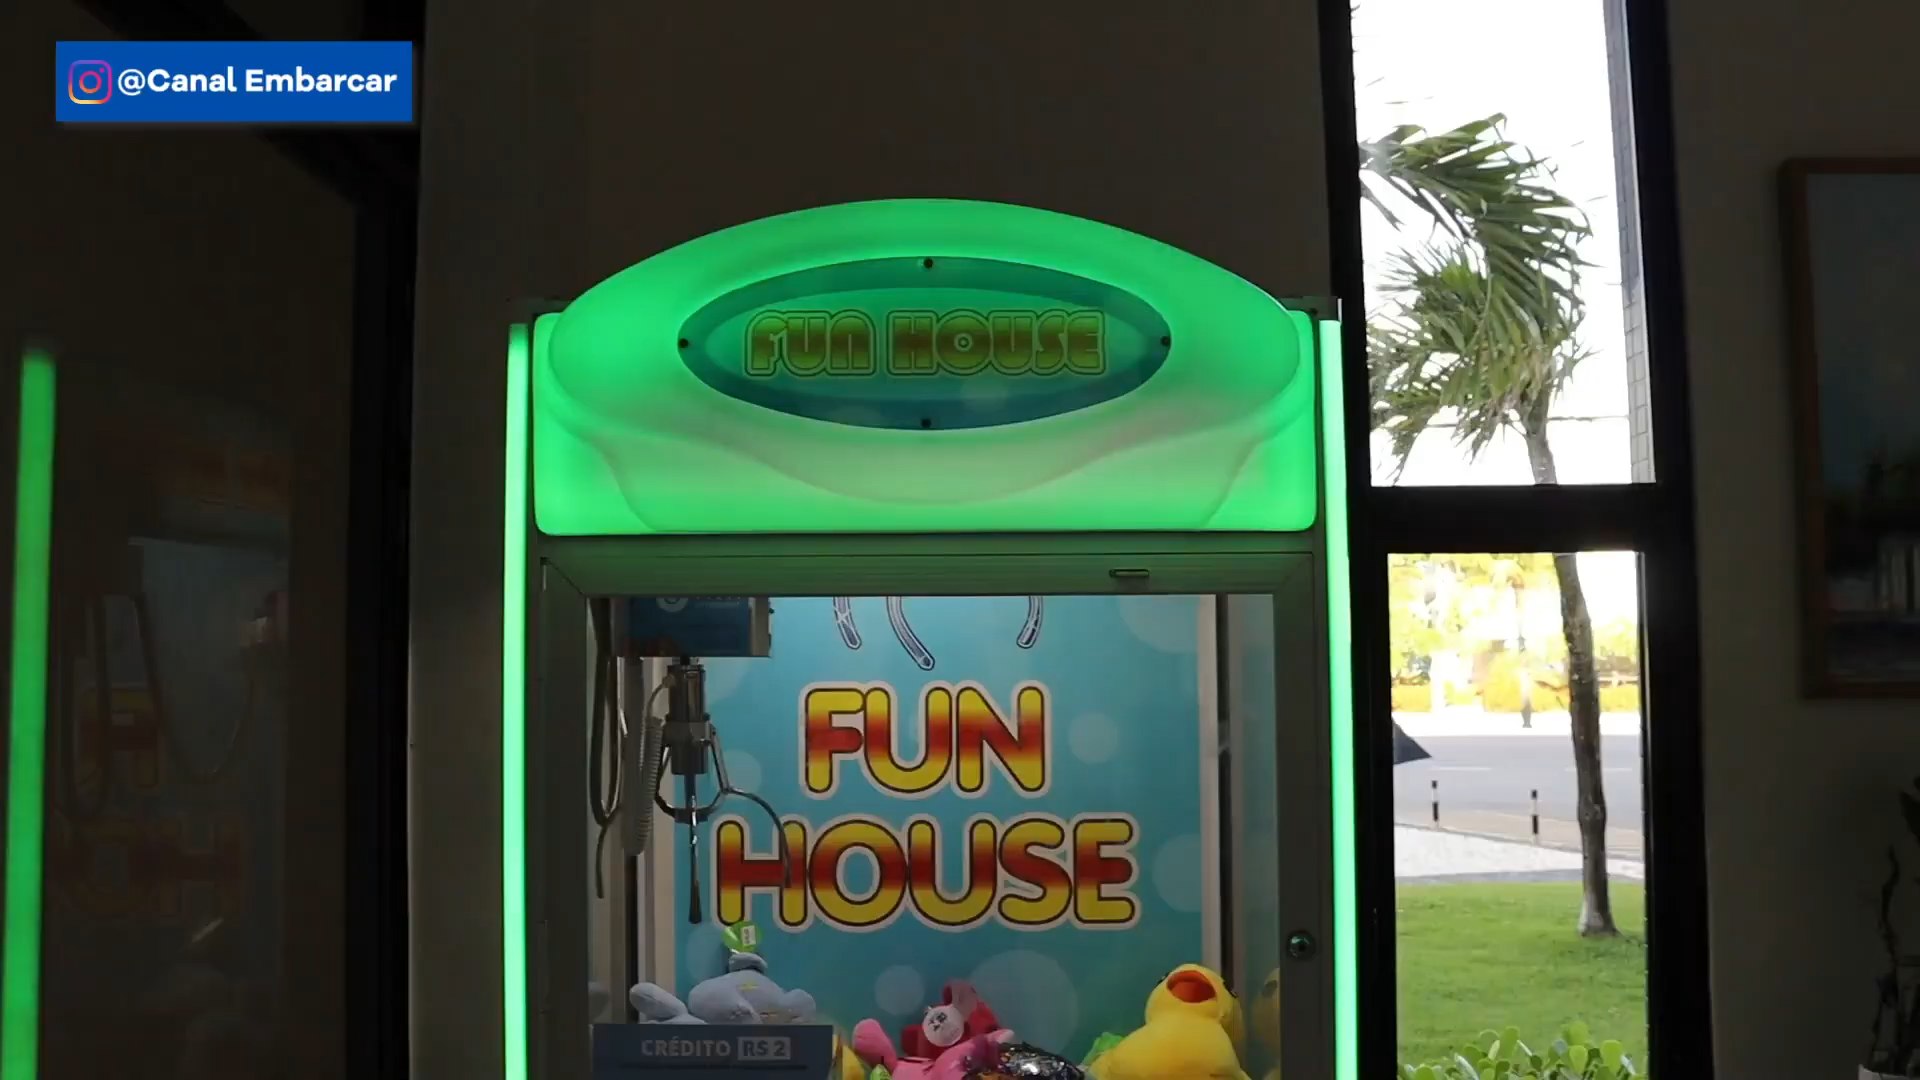 @Canal Embarcar
FUN HOUSE
FUN
HOUSE
CRÉDITO R$ 2